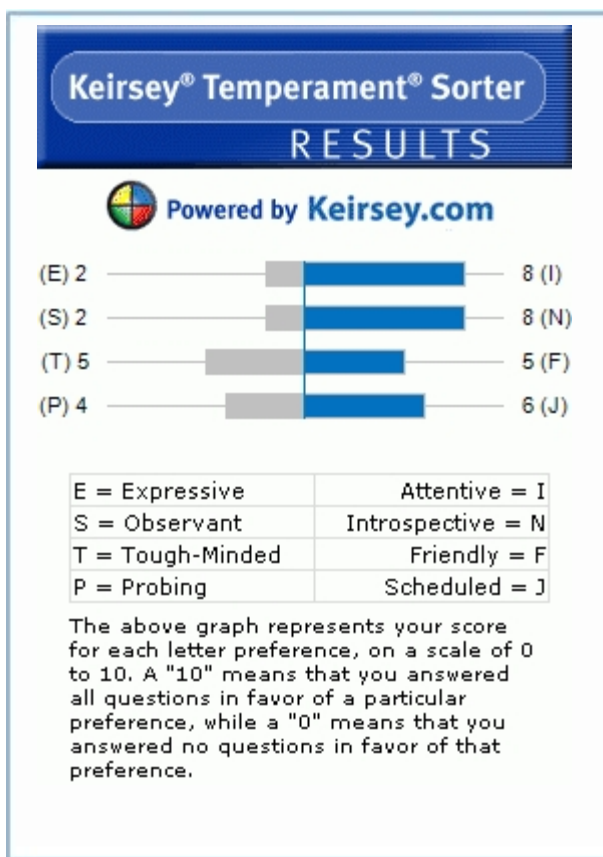 Keirsey® Temperament® Sorter
RESULTS
Powered by Keirsey.com
(E) 2 8 (I)
(S) 2 8 (N)
(T) 5 5 (F)
(P) 4 6 (J)
E = Expressive Attentive = I
S = Observant Introspective = N
T = Tough-Minded Friendly = F
P = Probing Scheduled = J
The above graph represents your score
for each letter preference, on a scale of 0
to 10. A "10" means that you answered
all questions in favor of a particular
preference, while a "0" means that you
answered no questions in favor of that
preference.